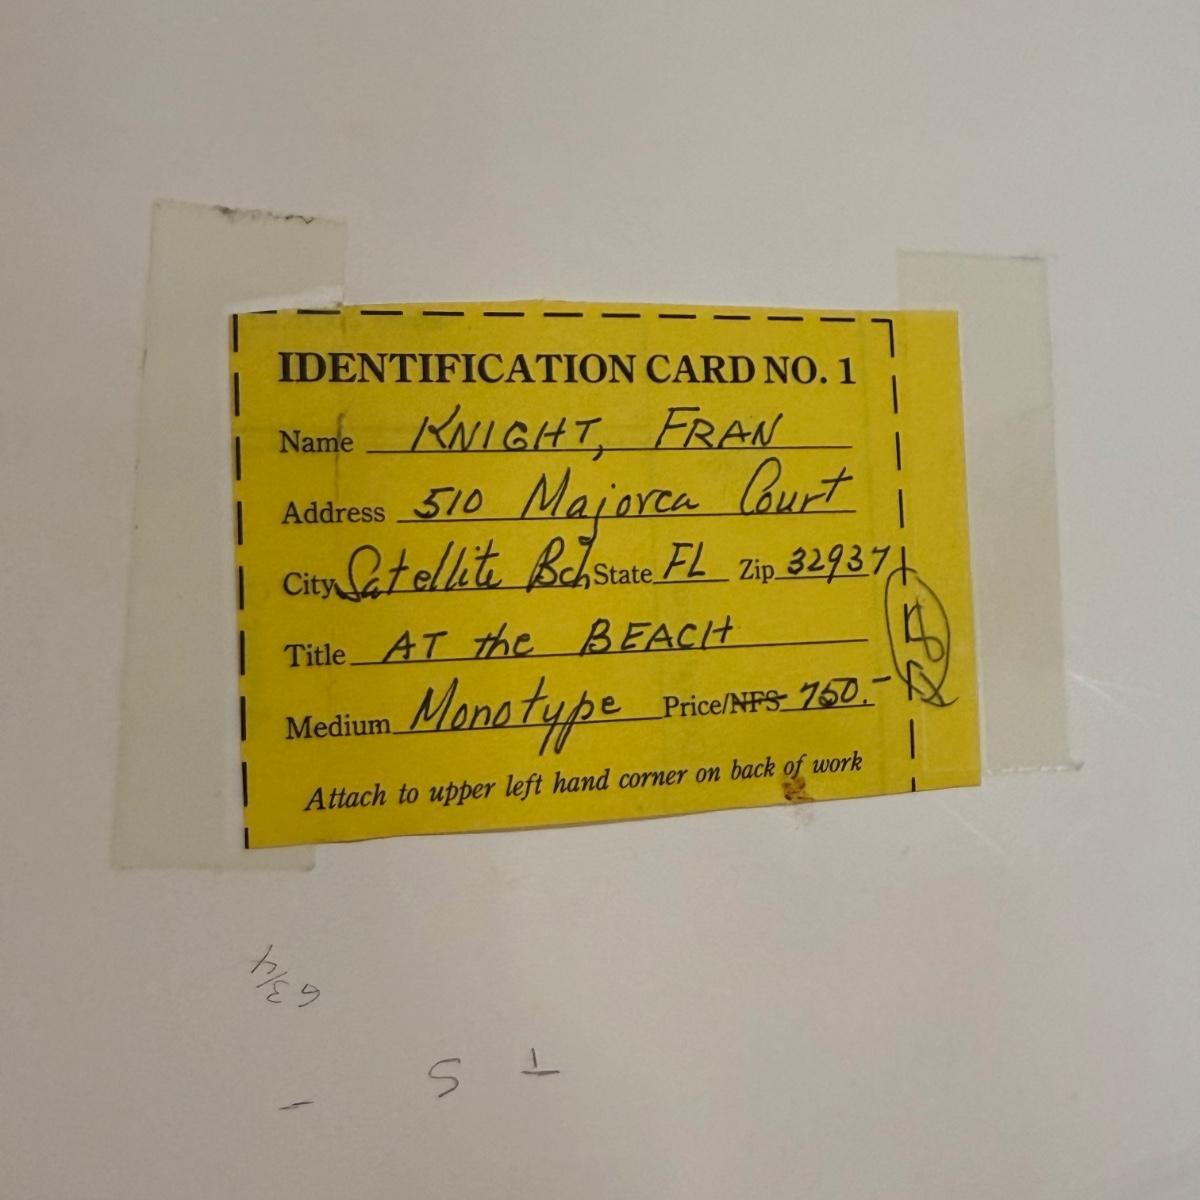 IDENTIFICATION CARD NO. 1
Name KNIGHT, FRAN
Address 510 Majorca Court
City Satellite Bch State FL Zip 32937
Title AT the BEACH
Medium Monotype Price/NFS 750.-
Attach to upper left hand corner on back of work